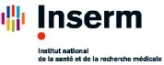 Inserm
Institut national
de la santé et de la recherche médicale